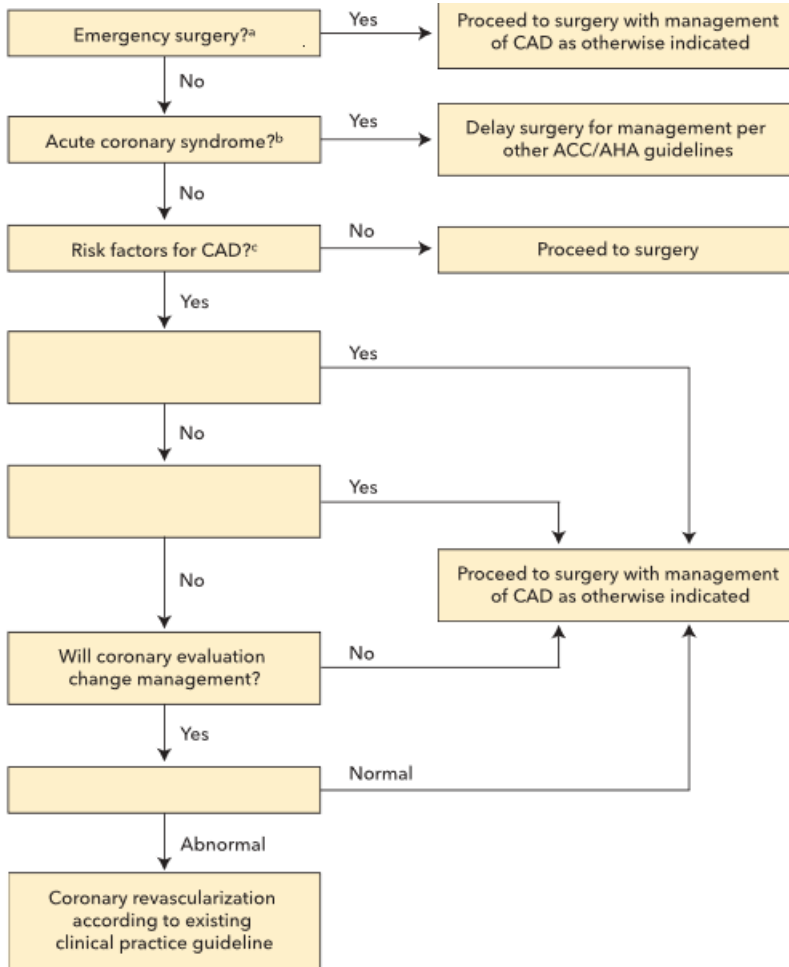 Emergency surgery?ᵃ
Yes
Proceed to surgery with management
of CAD as otherwise indicated
No
Acute coronary syndrome?ᵇ
Yes
Delay surgery for management per
other ACC/AHA guidelines
No
Risk factors for CAD?ᶜ
No
Proceed to surgery
Yes
Yes
No
Yes
No
Proceed to surgery with management
of CAD as otherwise indicated
Will coronary evaluation
change management?
No
Yes
Normal
Abnormal
Coronary revascularization
according to existing
clinical practice guideline